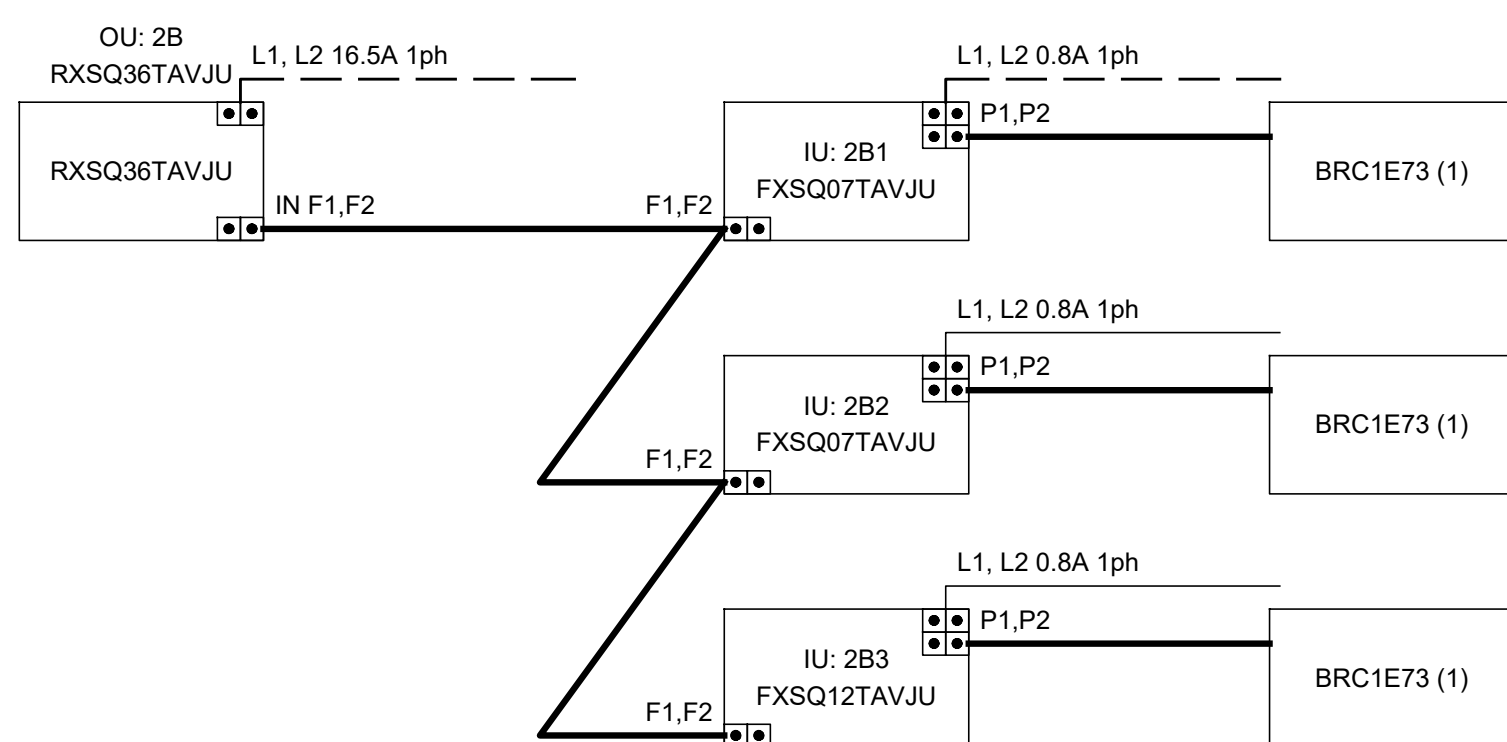 OU: 2B
RXSQ36TAVJU
L1, L2 16.5A 1ph
L1, L2 0.8A 1ph
RXSQ36TAVJU
IN F1,F2
F1,F2
IU: 2B1
FXSQ07TAVJU
P1,P2
BRC1E73 (1)
L1, L2 0.8A 1ph
F1,F2
IU: 2B2
FXSQ07TAVJU
P1,P2
BRC1E73 (1)
L1, L2 0.8A 1ph
F1,F2
IU: 2B3
FXSQ12TAVJU
P1,P2
BRC1E73 (1)